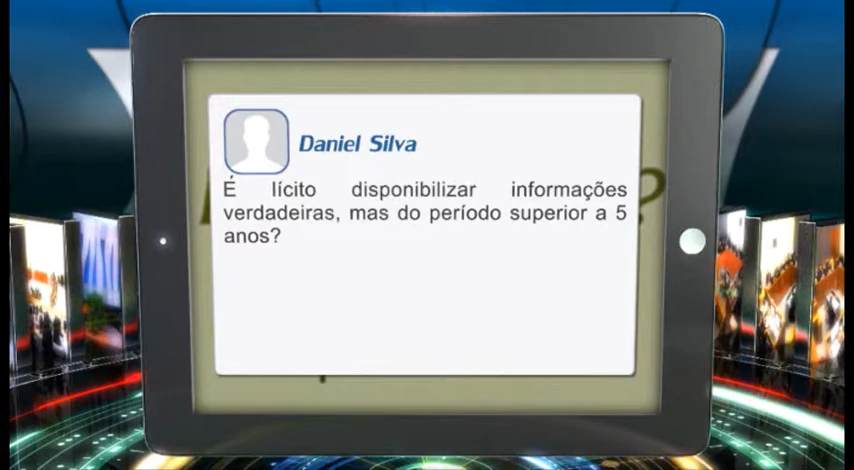 Daniel Silva
É lícito disponibilizar informações
verdadeiras, mas do período superior a 5
anos?
?